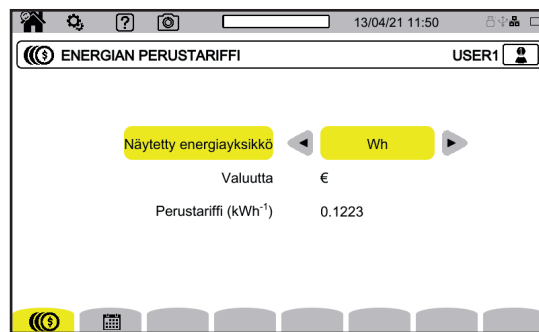 13/04/21 11:50
ENERGIAN PERUSTARIFFI
USER1
Näytetty energiayksikkö
Wh
Valuutta
€
Perustariffi (kWh⁻¹)
0.1223